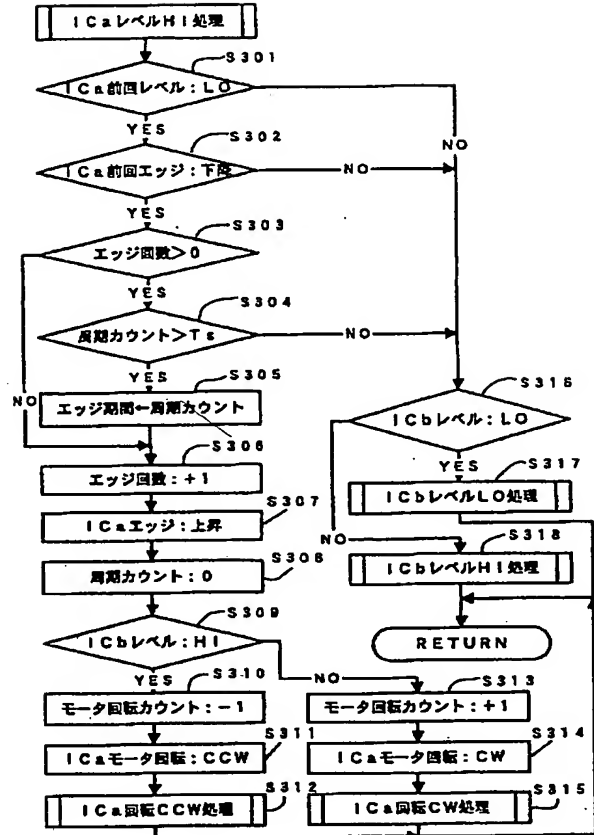 ICaレベルHI処理
S301
ICa前回レベル:LO
YES
NO
S302
ICa前回エッジ:下降
NO
YES
S303
エッジ回数>0
YES
S304
周期カウント>Ts
NO
YES
S305
NO
エッジ期間←周期カウント
S306
エッジ回数:+1
S307
ICaエッジ:上昇
S308
周期カウント:0
S309
ICbレベル:HI
YES
NO
S310
モータ回転カウント:-1
S311
ICaモータ回転:CCW
S312
ICa回転CCW処理
S313
モータ回転カウント:+1
S314
ICaモータ回転:CW
S315
ICa回転CW処理
S316
ICbレベル:LO
YES
S317
ICbレベルLO処理
NO
S318
ICbレベルHI処理
RETURN